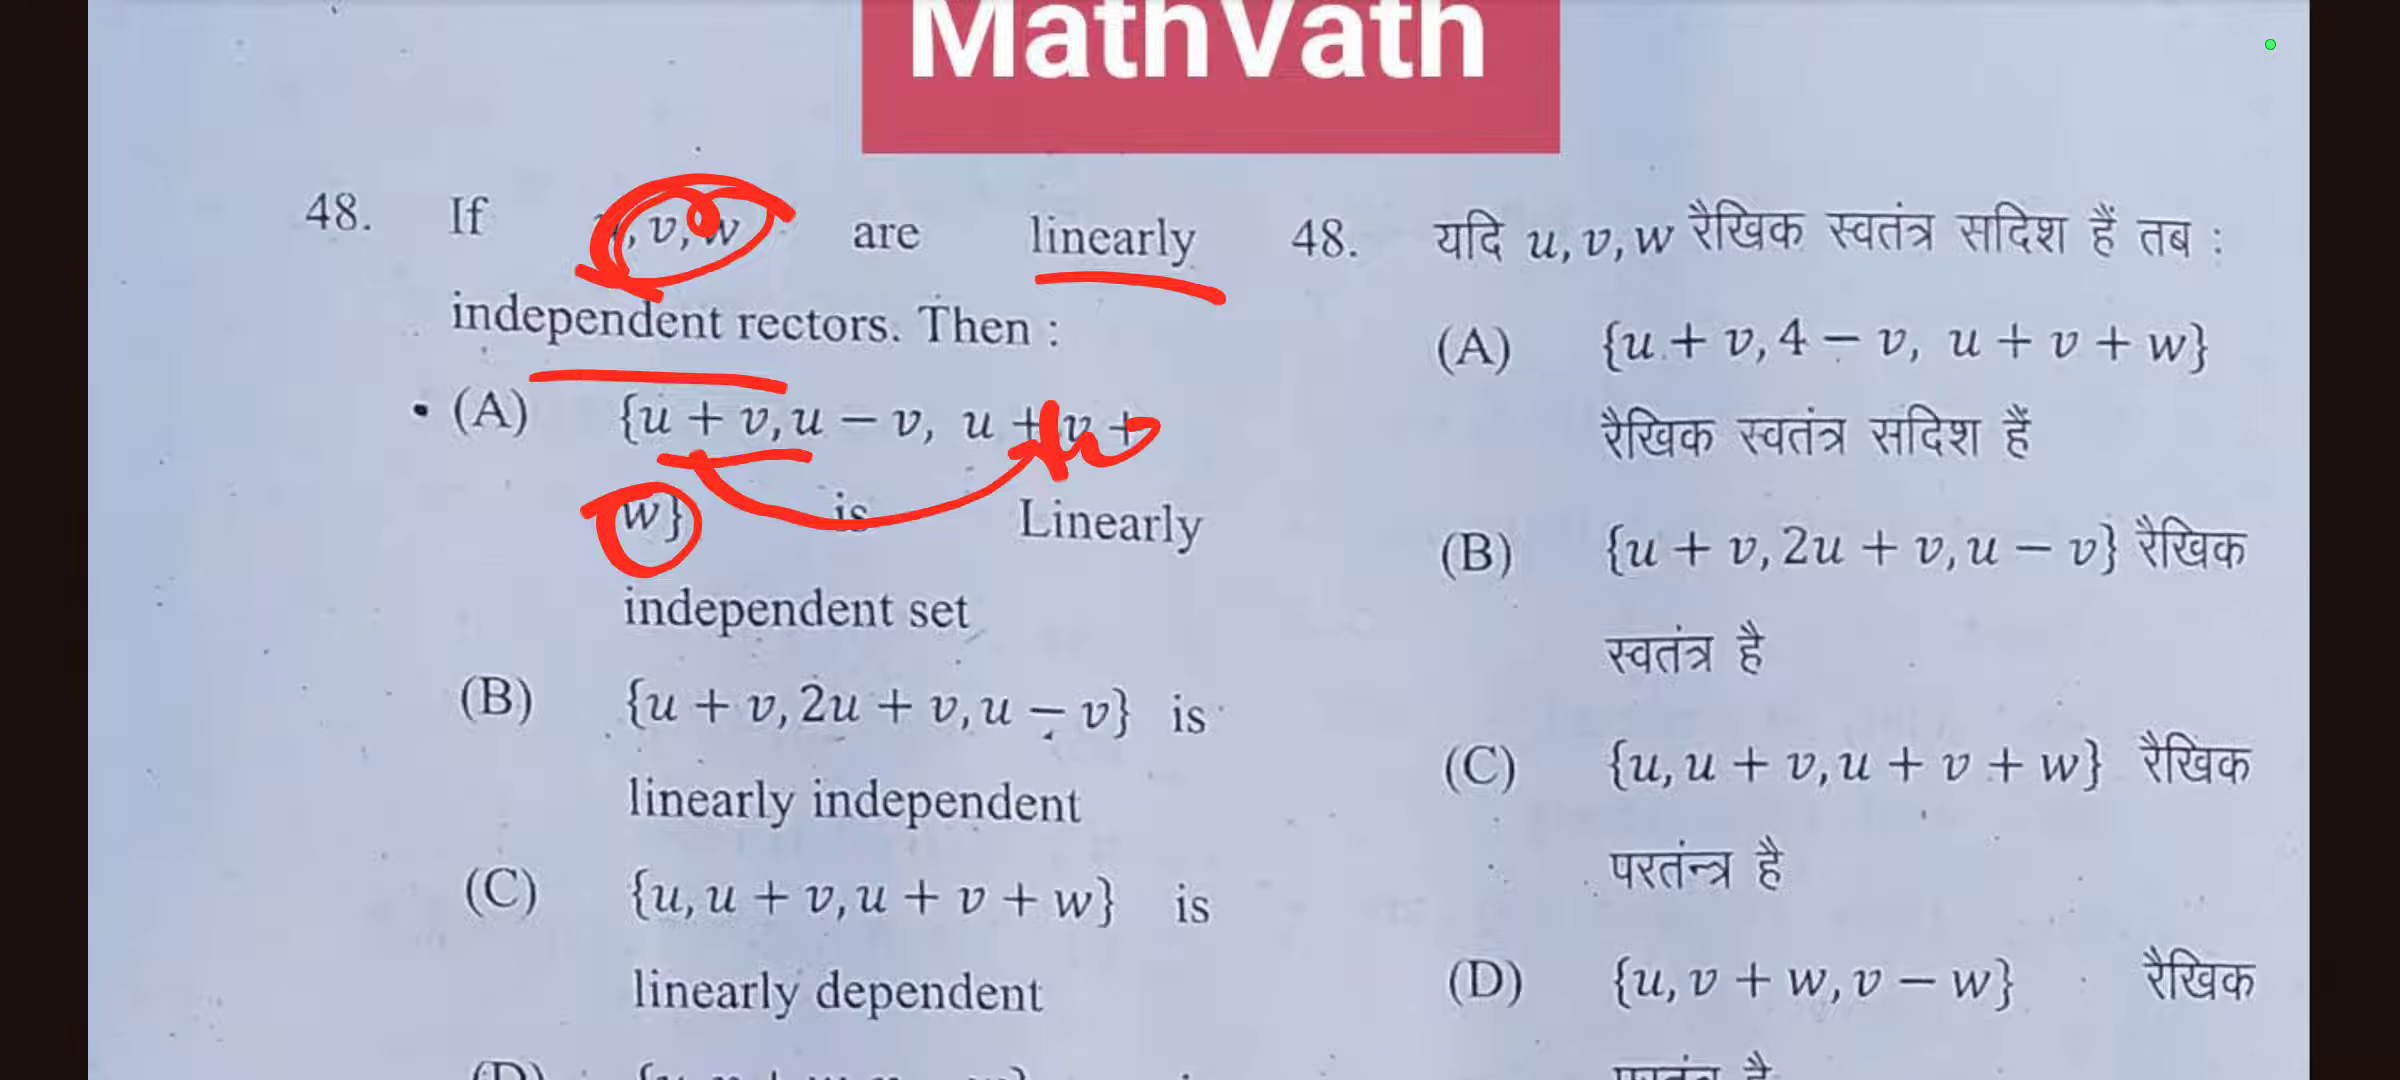 MathVath
48. If , v, w are linearly
independent rectors. Then :
(A) {u + v, u − v, u + v +
w} is Linearly
independent set
(B) {u + v, 2u + v, u − v} is
linearly independent
(C) {u, u + v, u + v + w} is
linearly dependent
(D)
48. यदि u, v, w रैखिक स्वतंत्र सदिश हैं तब :
(A) {u + v, 4 − v, u + v + w}
रैखिक स्वतंत्र सदिश हैं
(B) {u + v, 2u + v, u − v} रैखिक
स्वतंत्र है
(C) {u, u + v, u + v + w} रैखिक
परतंन्त्र है
(D) {u, v + w, v − w} रैखिक
है